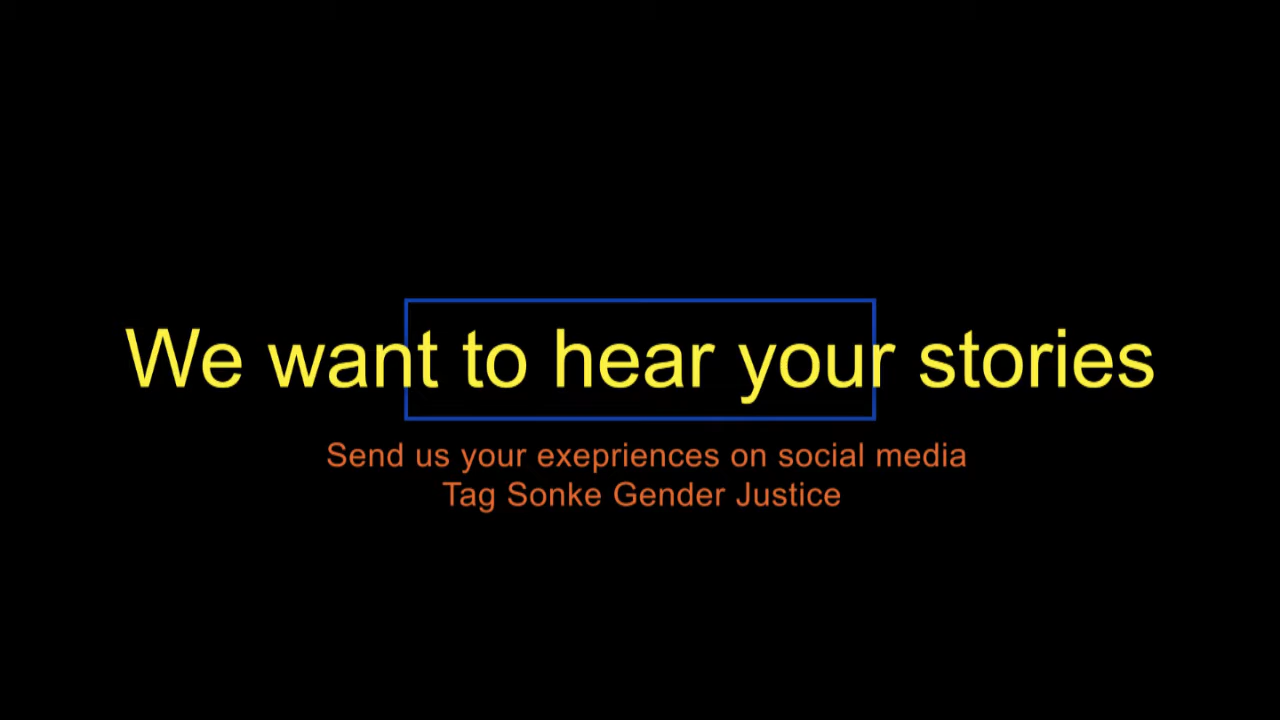 We want to hear your stories
Send us your exepriences on social media
Tag Sonke Gender Justice